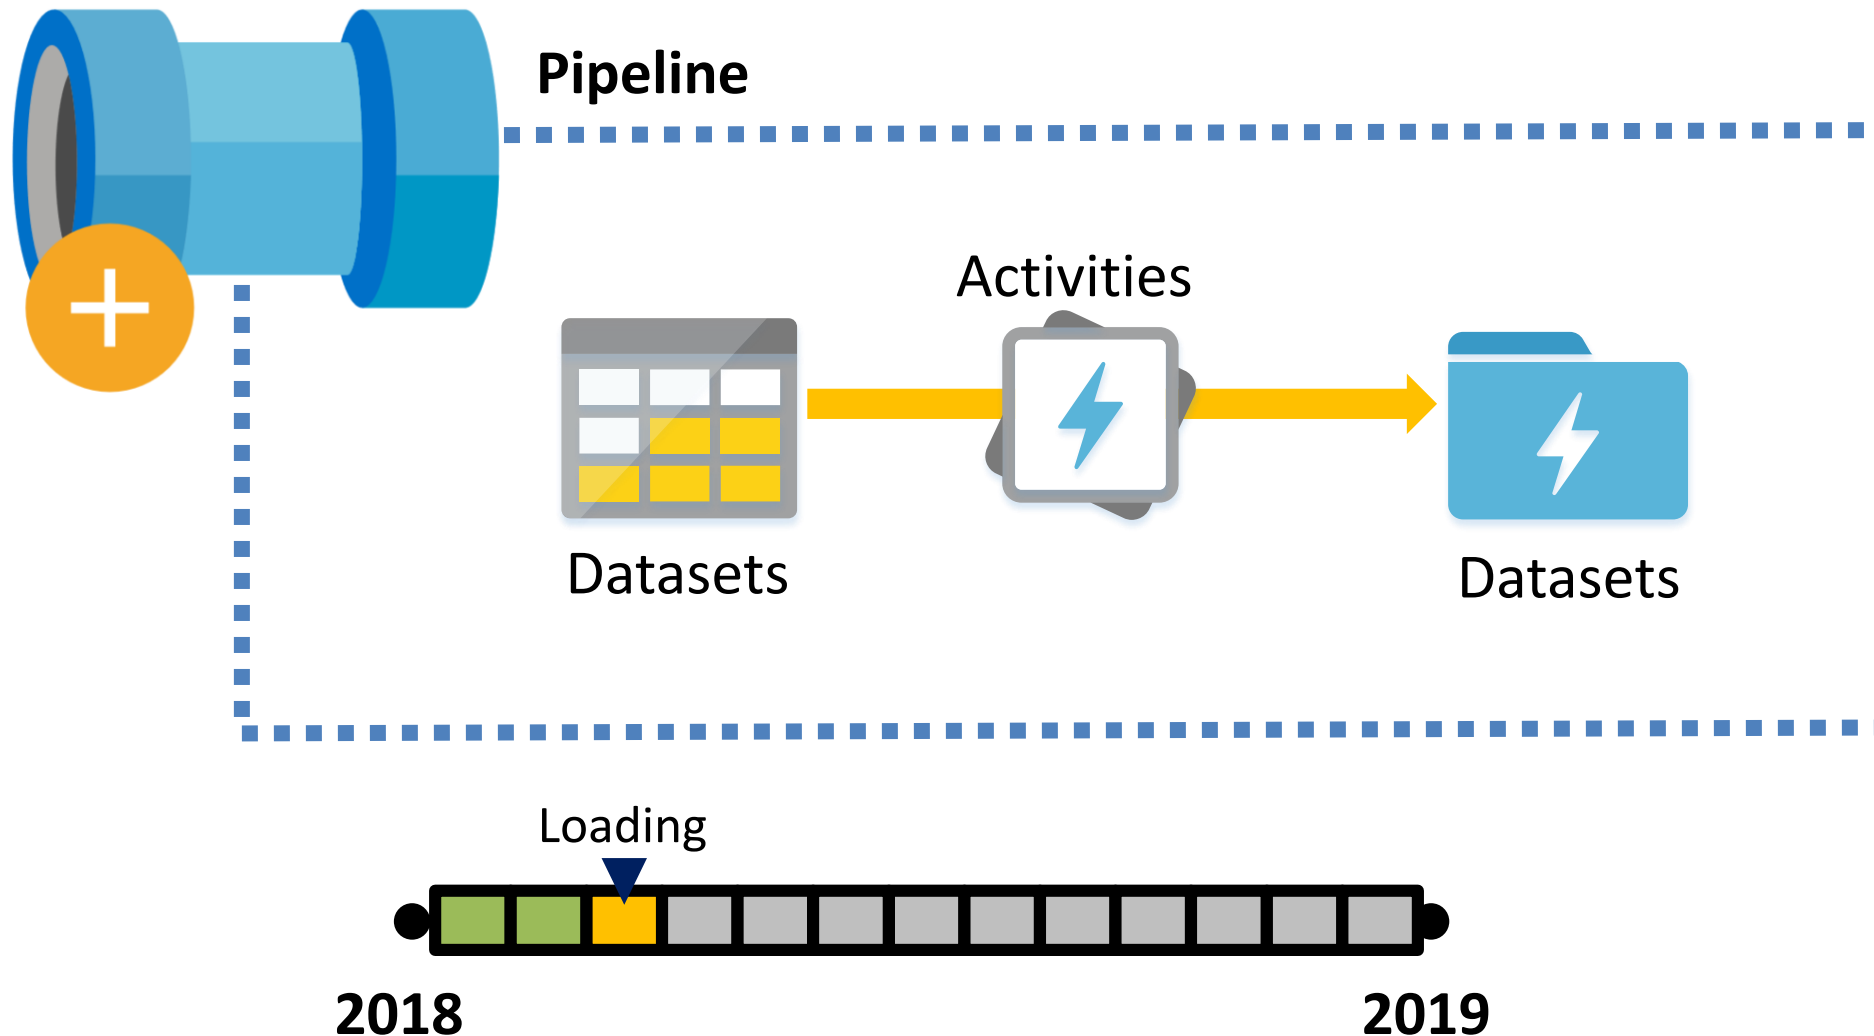 Pipeline
Activities
Datasets
Datasets
Loading
2018
2019